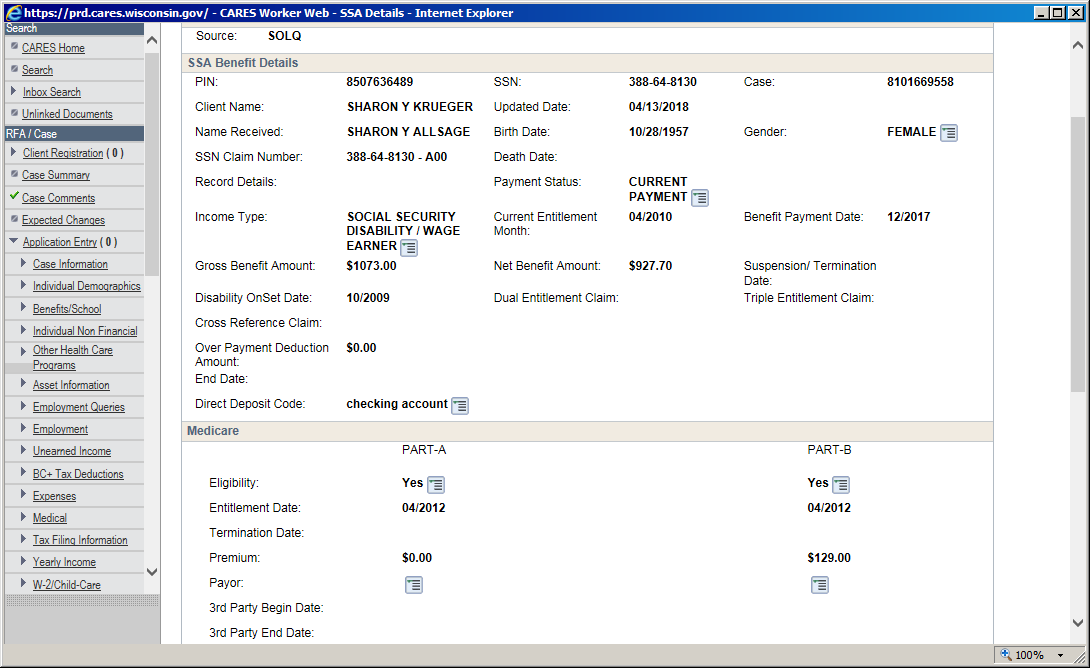 https://prd.cares.wisconsin.gov/ - CARES Worker Web - SSA Details - Internet Explorer
Search
CARES Home
Search
Inbox Search
Unlinked Documents
RFA / Case
Client Registration ( 0 )
Case Summary
Case Comments
Expected Changes
Application Entry ( 0 )
Case Information
Individual Demographics
Benefits/School
Individual Non Financial
Other Health Care
Programs
Asset Information
Employment Queries
Employment
Unearned Income
BC+ Tax Deductions
Expenses
Medical
Tax Filing Information
Yearly Income
W-2/Child-Care
Source: SOLQ
SSA Benefit Details
PIN: 8507636489 SSN: 388-64-8130 Case: 8101669558
Client Name: SHARON Y KRUEGER Updated Date: 04/13/2018
Name Received: SHARON Y ALLSAGE Birth Date: 10/28/1957 Gender: FEMALE
SSN Claim Number: 388-64-8130 - A00 Death Date:
Record Details: Payment Status: CURRENT
PAYMENT
Income Type: SOCIAL SECURITY Current Entitlement 04/2010 Benefit Payment Date: 12/2017
DISABILITY / WAGE Month:
EARNER
Gross Benefit Amount: $1073.00 Net Benefit Amount: $927.70 Suspension/ Termination
Date:
Disability OnSet Date: 10/2009 Dual Entitlement Claim: Triple Entitlement Claim:
Cross Reference Claim:
Over Payment Deduction $0.00
Amount:
End Date:
Direct Deposit Code: checking account
Medicare
PART-A PART-B
Eligibility: Yes Yes
Entitlement Date: 04/2012 04/2012
Termination Date:
Premium: $0.00 $129.00
Payor:
3rd Party Begin Date:
3rd Party End Date:
100%